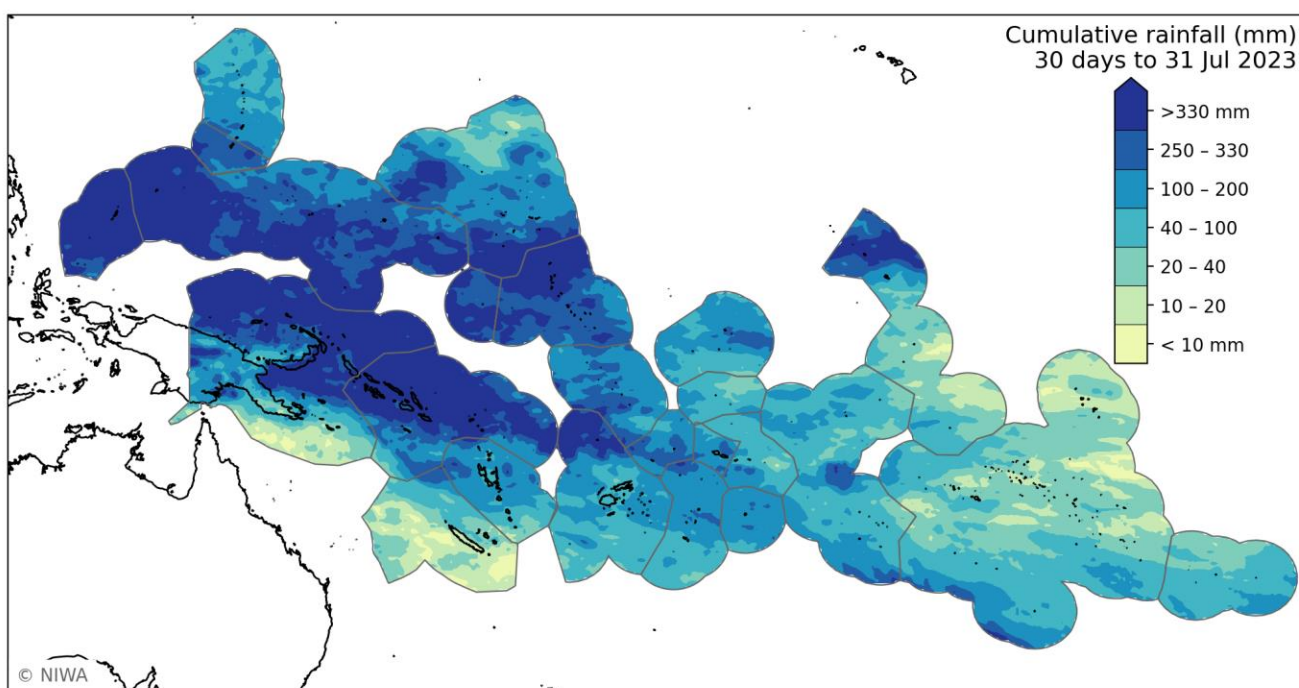 Cumulative rainfall (mm)
30 days to 31 Jul 2023
>330 mm
250 – 330
100 – 200
40 – 100
20 – 40
10 – 20
< 10 mm
© NIWA